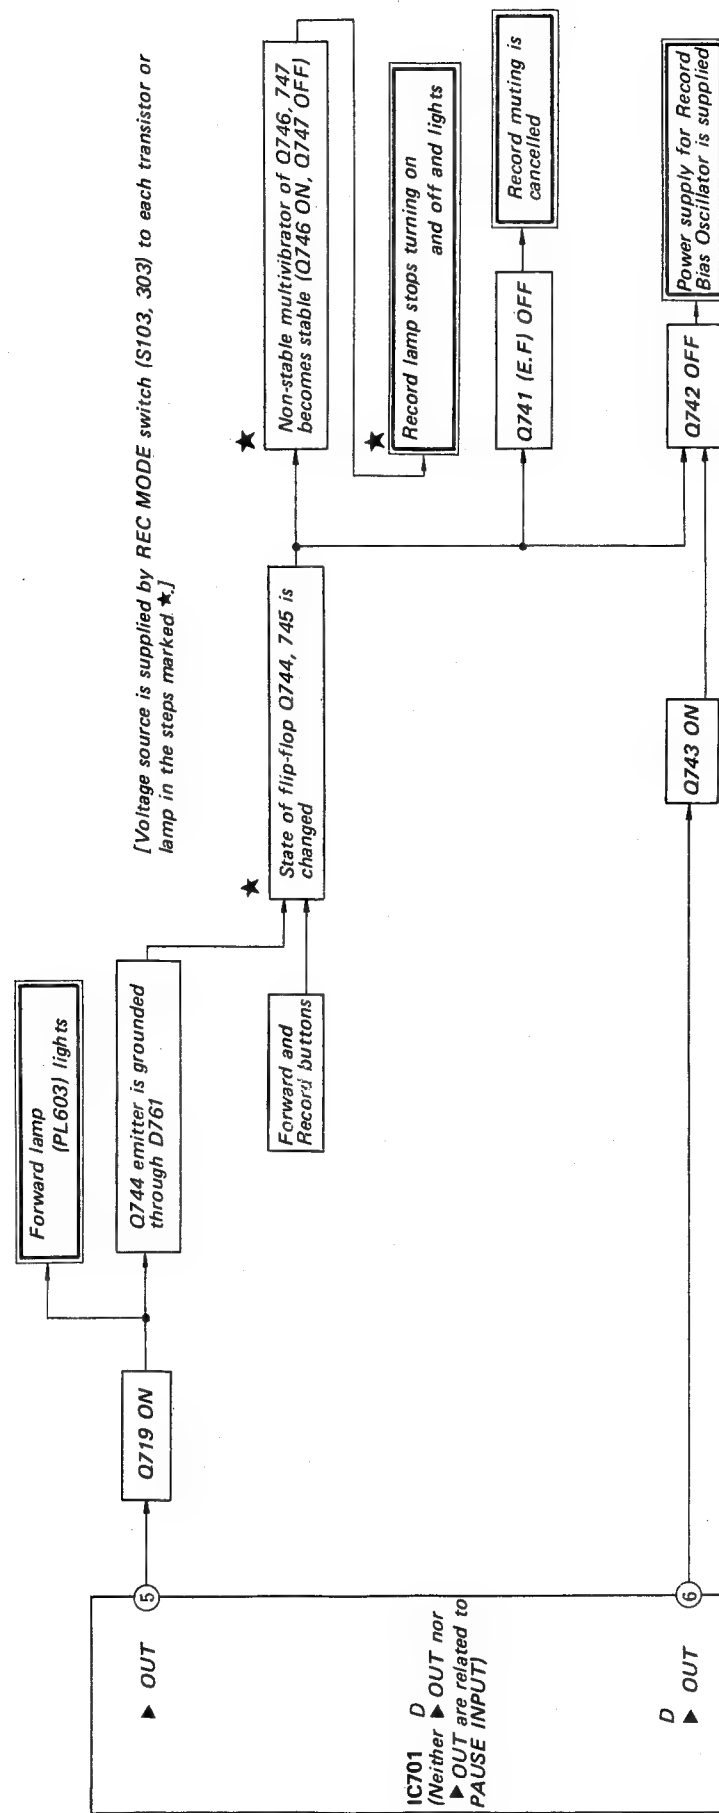 [Voltage source is supplied by REC MODE switch (S103, 303) to each transistor or
lamp in the steps marked ★.]
Forward lamp
(PL603) lights
Q719 ON
Q744 emitter is grounded
through D761
★
State of flip-flop Q744, 745 is
changed
Forward and
Record buttons
★
Non-stable multivibrator of Q746, 747
becomes stable (Q746 ON, Q747 OFF)
★
Record lamp stops turning on
and off and lights
Q741 (E.F) OFF
Record muting is
cancelled
Q743 ON
Q742 OFF
Power supply for Record
Bias Oscillator is supplied
▶ OUT
5
IC701 D
(Neither ▶ OUT nor
▶ OUT are related to
PAUSE INPUT)
D
▶ OUT
6